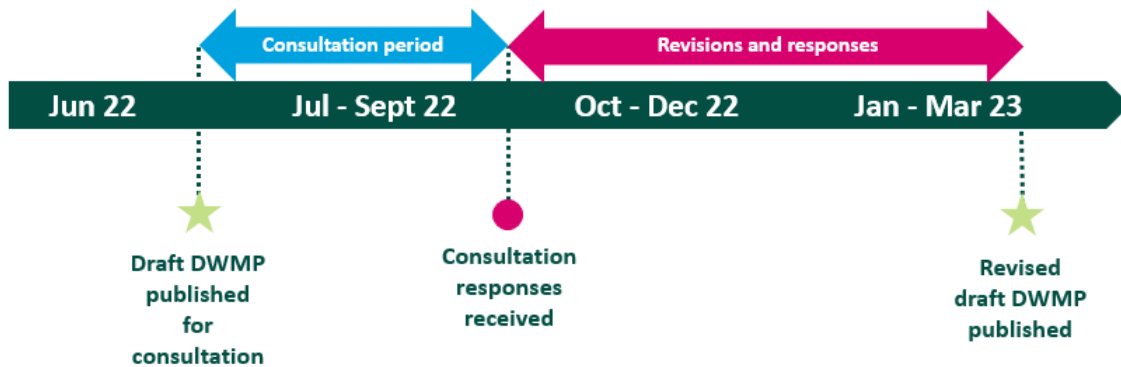 Consultation period
Revisions and responses
Jun 22
Jul - Sept 22
Oct - Dec 22
Jan - Mar 23
Draft DWMP
published
for
consultation
Consultation
responses
received
Revised
draft DWMP
published